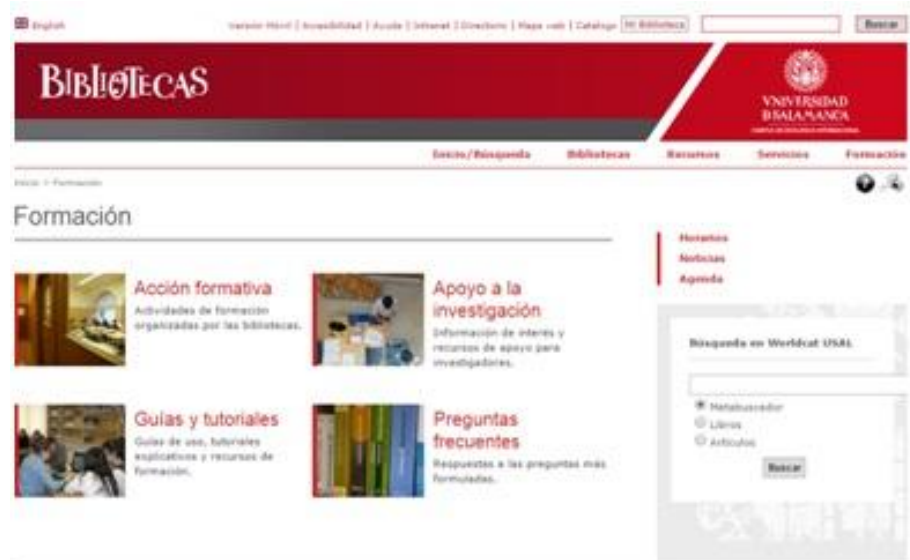 English
Versión Móvil | Accesibilidad | Ayuda | Intranet | Directorio | Mapa web | Catálogo Mi Biblioteca Buscar
BIBLIOTECAS
VNIVERSIDAD
D SALAMANCA
Inicio/Búsqueda Bibliotecas Recursos Servicios Formación
Inicio > Formación
Formación
Horarios
Noticias
Agenda
Acción formativa
Actividades de formación
organizadas por las bibliotecas.
Apoyo a la
investigación
Información de interés y
recursos de apoyo para
investigadores.
Guías y tutoriales
Guías de uso, tutoriales
explicativos y recursos de
formación.
Preguntas
frecuentes
Respuestas a las preguntas más
formuladas.
Búsqueda en Worldcat USAL
Metabuscador
Libros
Artículos
Buscar